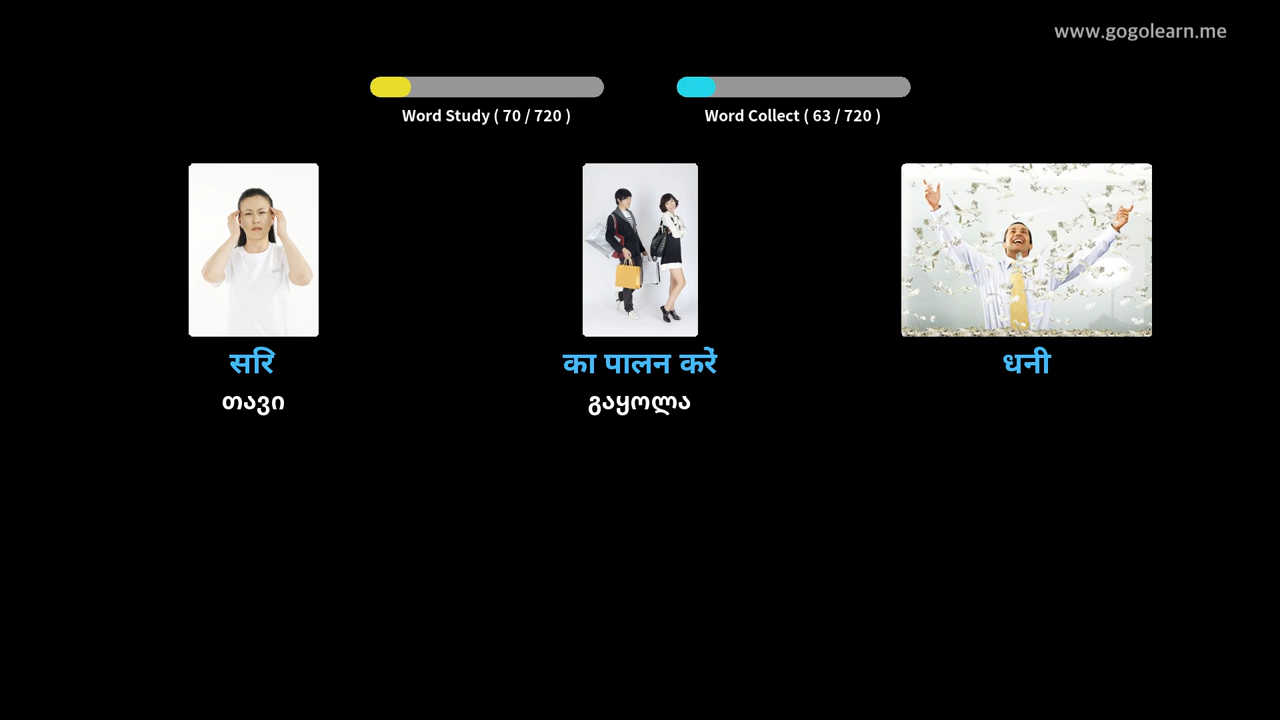 www.gogolearn.me
Word Study ( 70 / 720 )
Word Collect ( 63 / 720 )
सरि
का पालन करें
धनी
თავი
გაყოლა